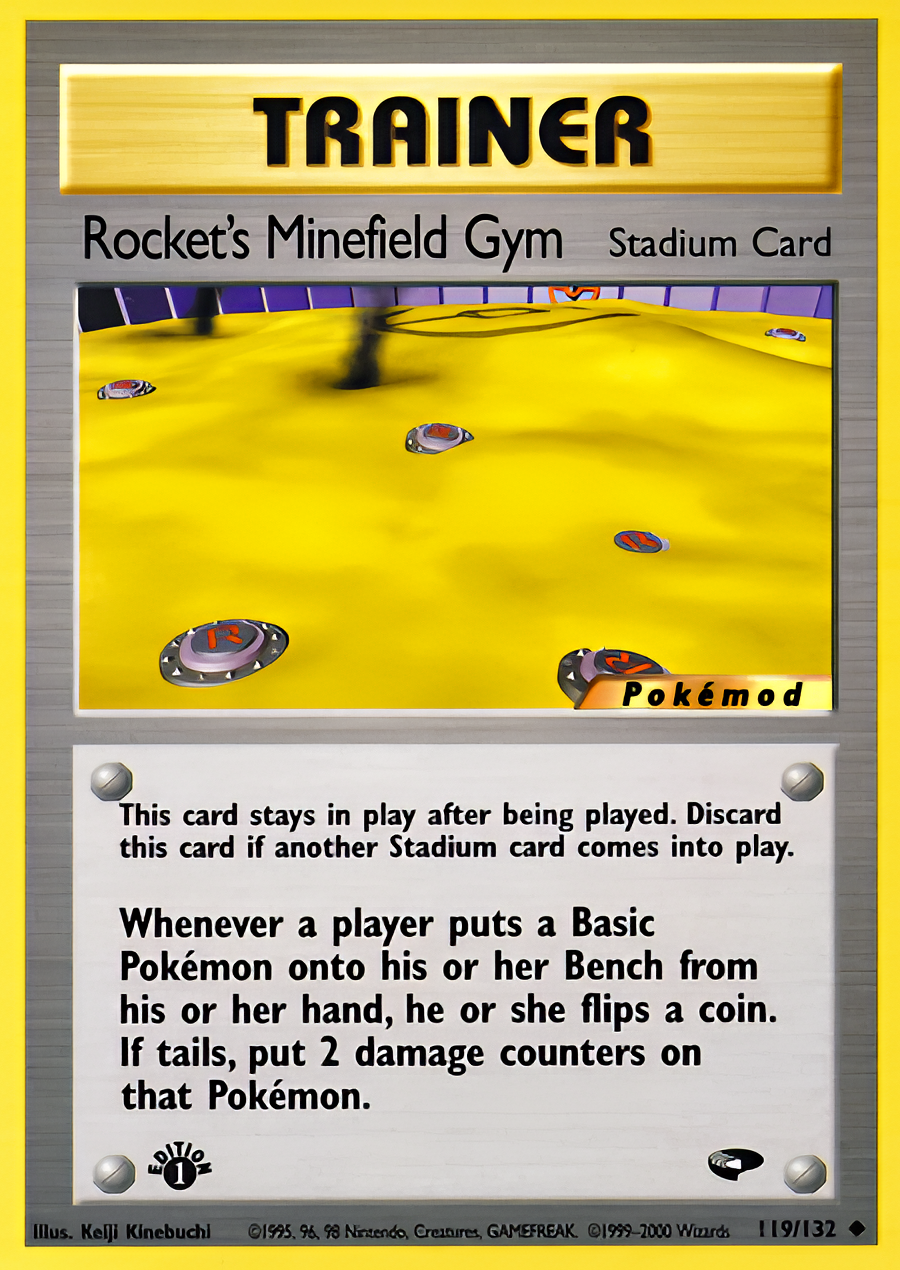 TRAINER
Rocket's Minefield Gym Stadium Card
Pokémod
This card stays in play after being played. Discard
this card if another Stadium card comes into play.
Whenever a player puts a Basic
Pokémon onto his or her Bench from
his or her hand, he or she flips a coin.
If tails, put 2 damage counters on
that Pokémon.
EDITION
1
Illus. Keiji Kinebuchi ©1995, 96, 98 Nintendo, Creatures, GAMEFREAK. ©1999–2000 Wizards 119/132